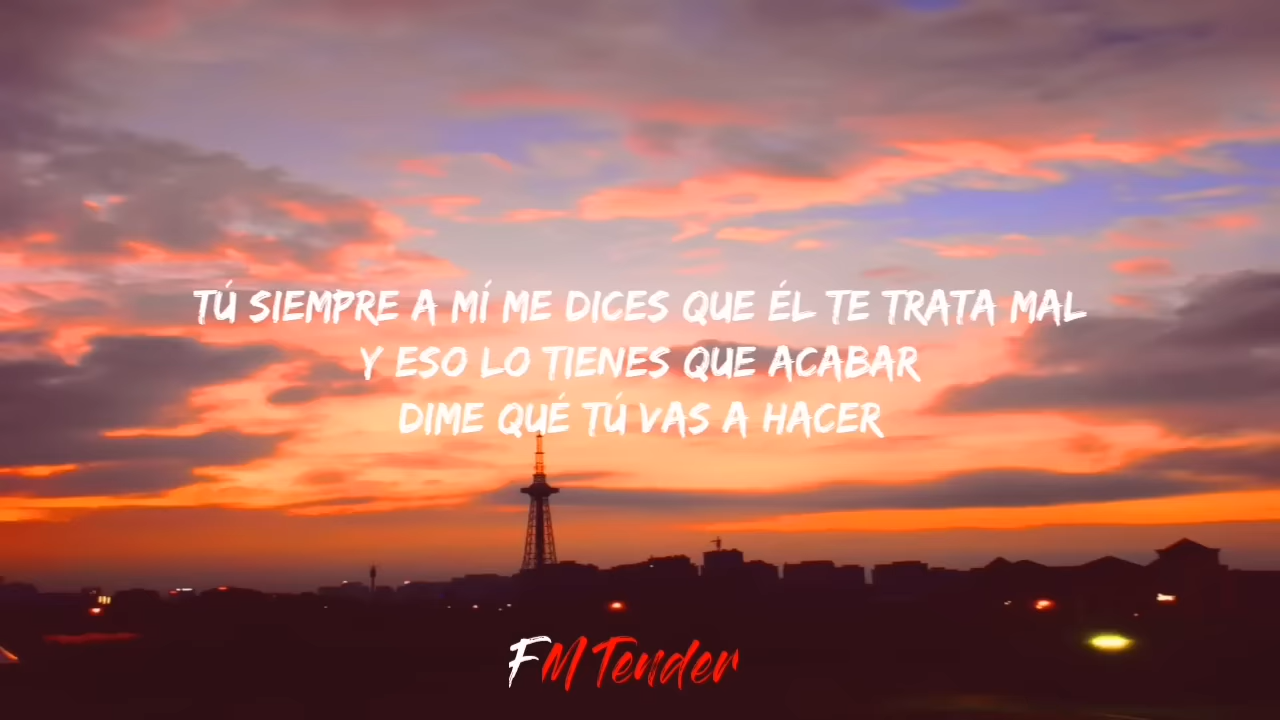 TÚ SIEMPRE A MÍ ME DICES QUE ÉL TE TRATA MAL
Y ESO LO TIENES QUE ACABAR
DIME QUÉ TÚ VAS A HACER
FM Tender